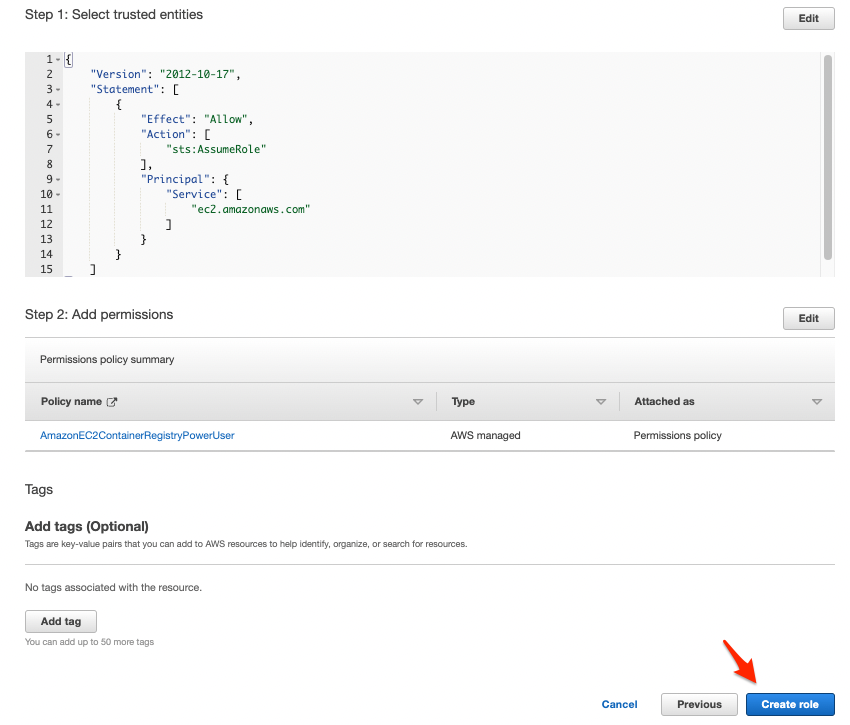 Step 1: Select trusted entities
Edit
1 {
2 "Version": "2012-10-17",
3 "Statement": [
4 {
5 "Effect": "Allow",
6 "Action": [
7 "sts:AssumeRole"
8 ],
9 "Principal": {
10 "Service": [
11 "ec2.amazonaws.com"
12 ]
13 }
14 }
15 ]
Step 2: Add permissions
Edit
Permissions policy summary
Policy name Type Attached as
AmazonEC2ContainerRegistryPowerUser AWS managed Permissions policy
Tags
Add tags (Optional)
Tags are key-value pairs that you can add to AWS resources to help identify, organize, or search for resources.
No tags associated with the resource.
Add tag
You can add up to 50 more tags
Cancel Previous Create role